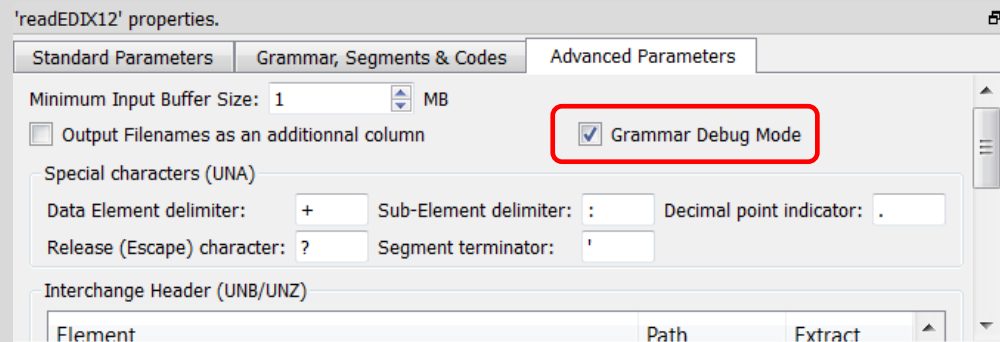 'readEDIX12' properties.
Standard Parameters Grammar, Segments & Codes Advanced Parameters
Minimum Input Buffer Size: 1 MB
Output Filenames as an additionnal column Grammar Debug Mode
Special characters (UNA)
Data Element delimiter: + Sub-Element delimiter: : Decimal point indicator: .
Release (Escape) character: ? Segment terminator: '
Interchange Header (UNB/UNZ)
Element Path Extract